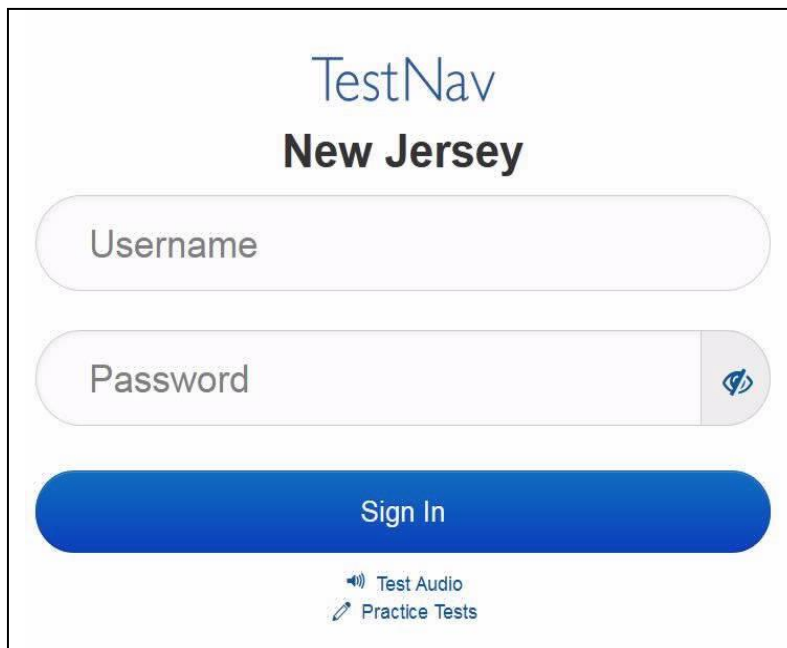 TestNav
New Jersey
Username
Password
Sign In
Test Audio
Practice Tests